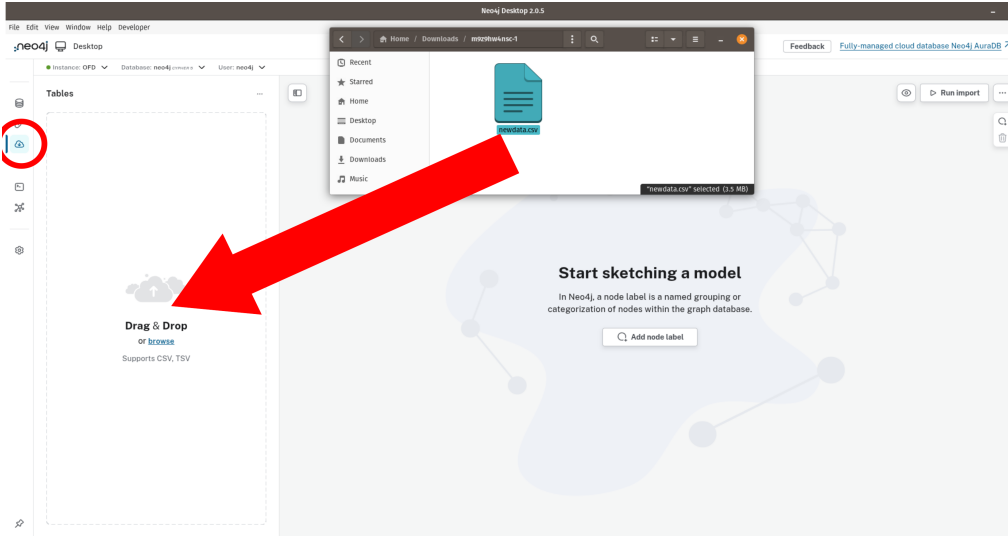 Neo4j Desktop 2.0.5
File Edit View Window Help Developer
neo4j Desktop
Home / Downloads / m9z9hw4nsc-1
Feedback
Fully-managed cloud database Neo4j AuraDB
Instance: OFD
Database: neo4j
User: neo4j
Recent
Starred
Home
Desktop
Documents
Downloads
Music
newdata.csv
"newdata.csv" selected (3.5 MB)
Tables
Run import
Drag & Drop
or browse
Supports CSV, TSV
Start sketching a model
In Neo4j, a node label is a named grouping or
categorization of nodes within the graph database.
Add node label